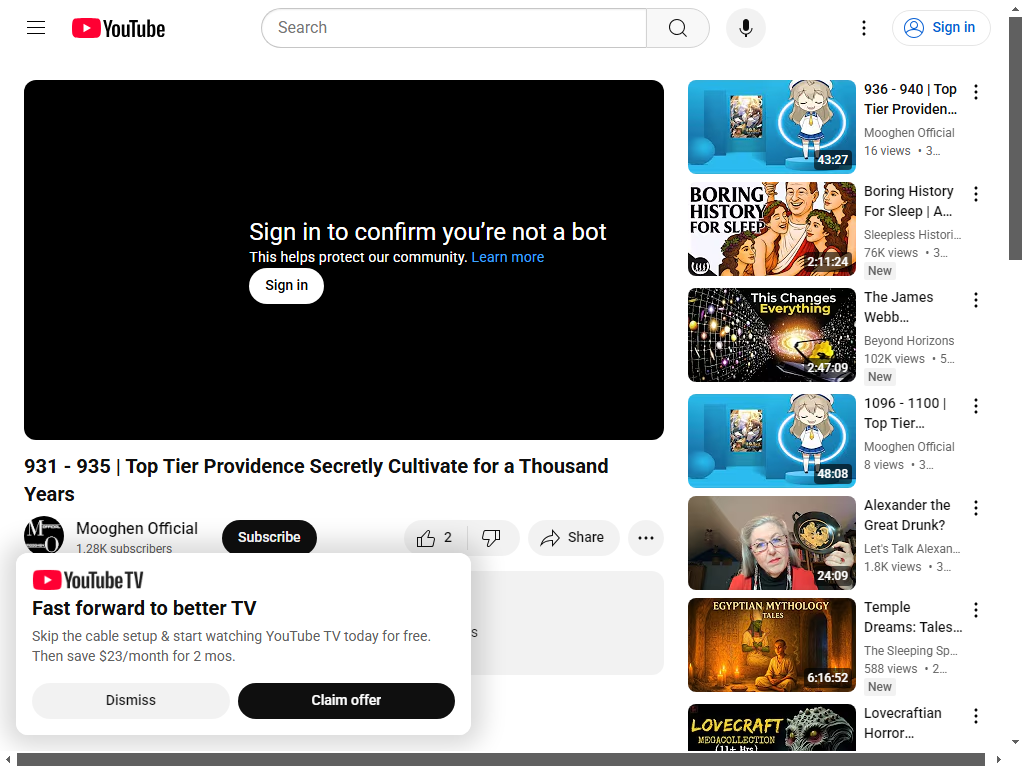 YouTube
Search
Sign in
Sign in to confirm you're not a bot
This helps protect our community. Learn more
Sign in
931 - 935 | Top Tier Providence Secretly Cultivate for a Thousand
Years
Mooghen Official
1.28K subscribers
Subscribe
2
Share
YouTube TV
Fast forward to better TV
Skip the cable setup & start watching YouTube TV today for free.
Then save $23/month for 2 mos.
Dismiss
Claim offer
43:27
936 - 940 | Top
Tier Providen...
Mooghen Official
16 views • 3...
BORING
HISTORY
FOR SLEEP
2:11:24
Boring History
For Sleep | A...
Sleepless Histori...
76K views • 3...
New
This Changes
Everything
2:47:09
The James
Webb...
Beyond Horizons
102K views • 5...
New
48:08
1096 - 1100 |
Top Tier...
Mooghen Official
8 views • 3...
24:09
Alexander the
Great Drunk?
Let's Talk Alexan...
1.8K views • 3...
EGYPTIAN MYTHOLOGY
TALES
6:16:52
Temple
Dreams: Tales...
The Sleeping Sp...
588 views • 2...
New
LOVECRAFT
MEGACOLLECTION
(11+ Hrs)
Lovecraftian
Horror...